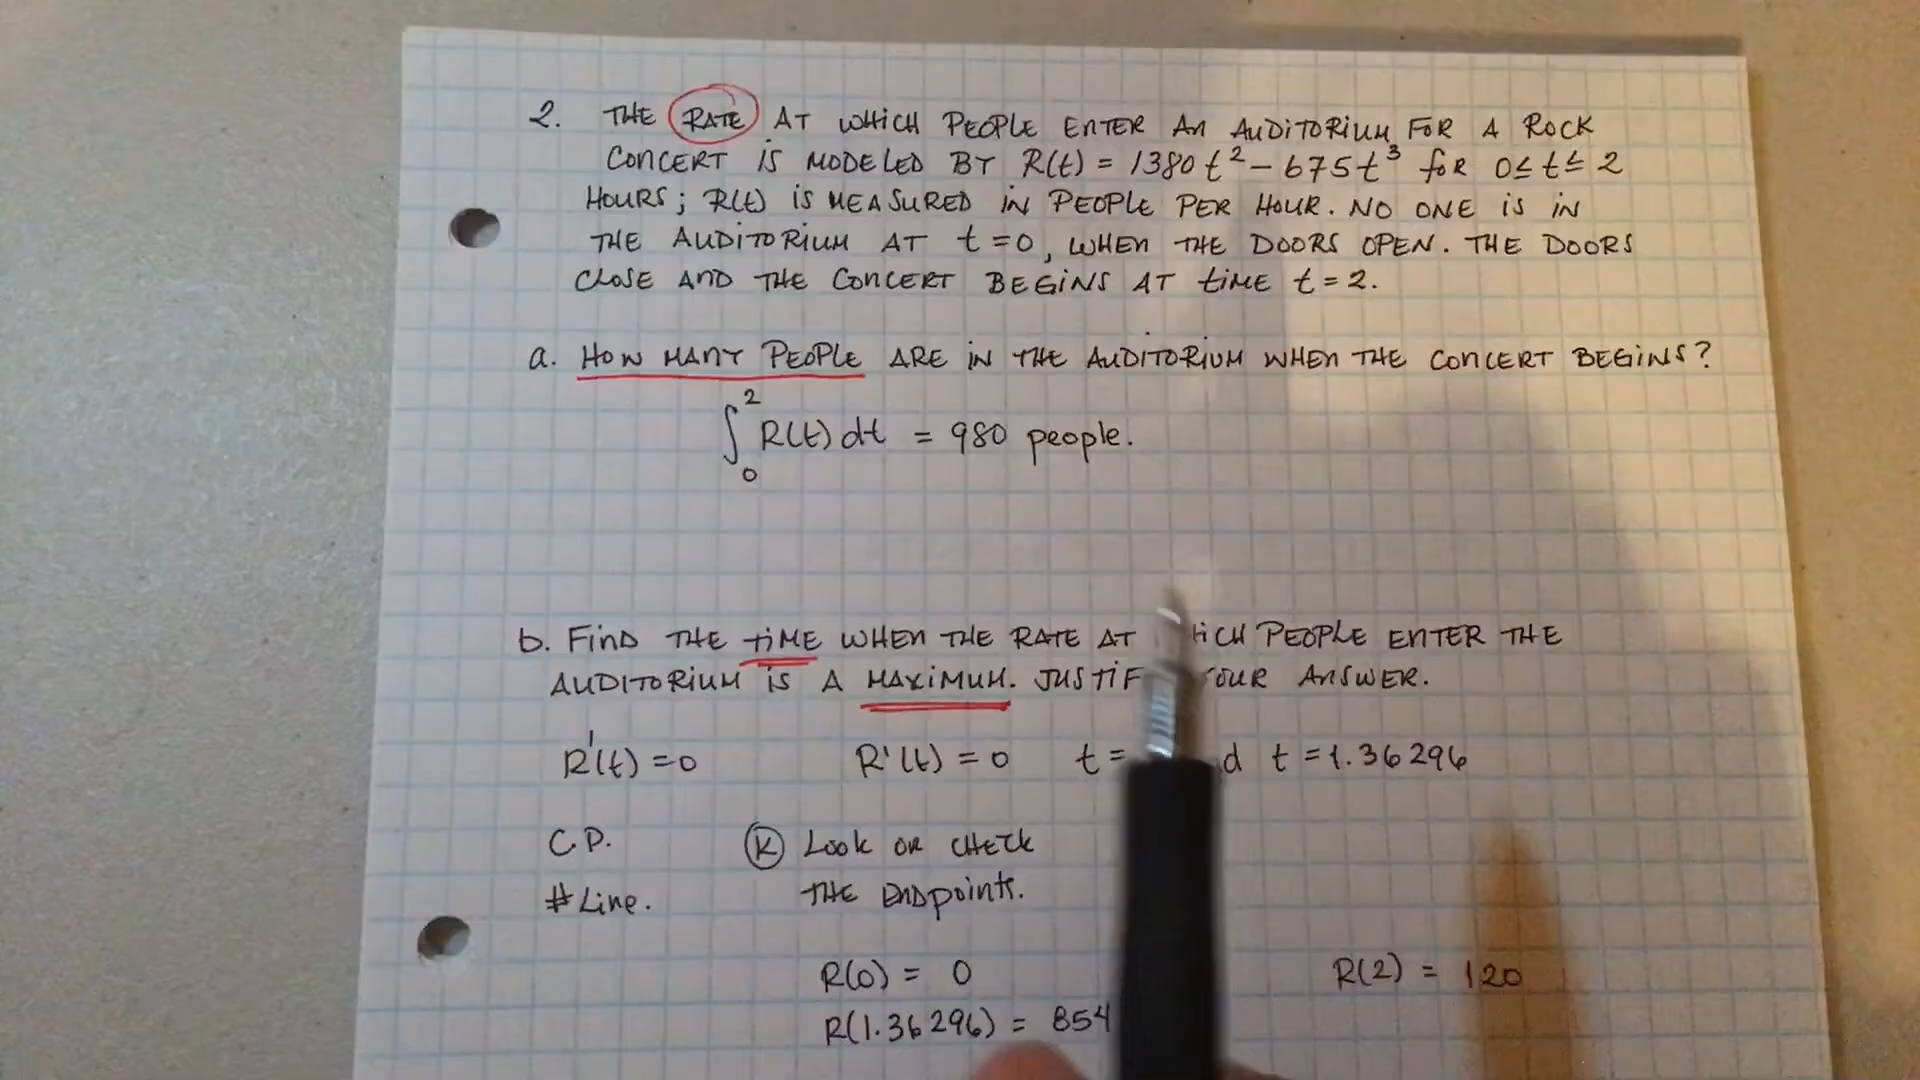 2. THE RATE AT WHICH PEOPLE ENTER AN AUDITORIUM FOR A ROCK
CONCERT IS MODELED BY R(t) = 1380t² - 675t³ for 0 ≤ t ≤ 2
HOURS; R(t) IS MEASURED IN PEOPLE PER HOUR. NO ONE IS IN
THE AUDITORIUM AT t=0, WHEN THE DOORS OPEN. THE DOORS
CLOSE AND THE CONCERT BEGINS AT time t=2.
a. HOW MANY PEOPLE ARE IN THE AUDITORIUM WHEN THE CONCERT BEGINS?
∫₀² R(t) dt = 980 people.
b. FIND THE TIME WHEN THE RATE AT PEOPLE ENTER THE
AUDITORIUM IS A MAXIMUM. ANSWER.
R'(t) = 0 R'(t) = 0 t = t = 1.36296
C.P. Ⓚ LOOK OR CHECK
# Line. THE ENDpoints.
R(0) = 0 R(2) = 120
R(1.36296) = 854